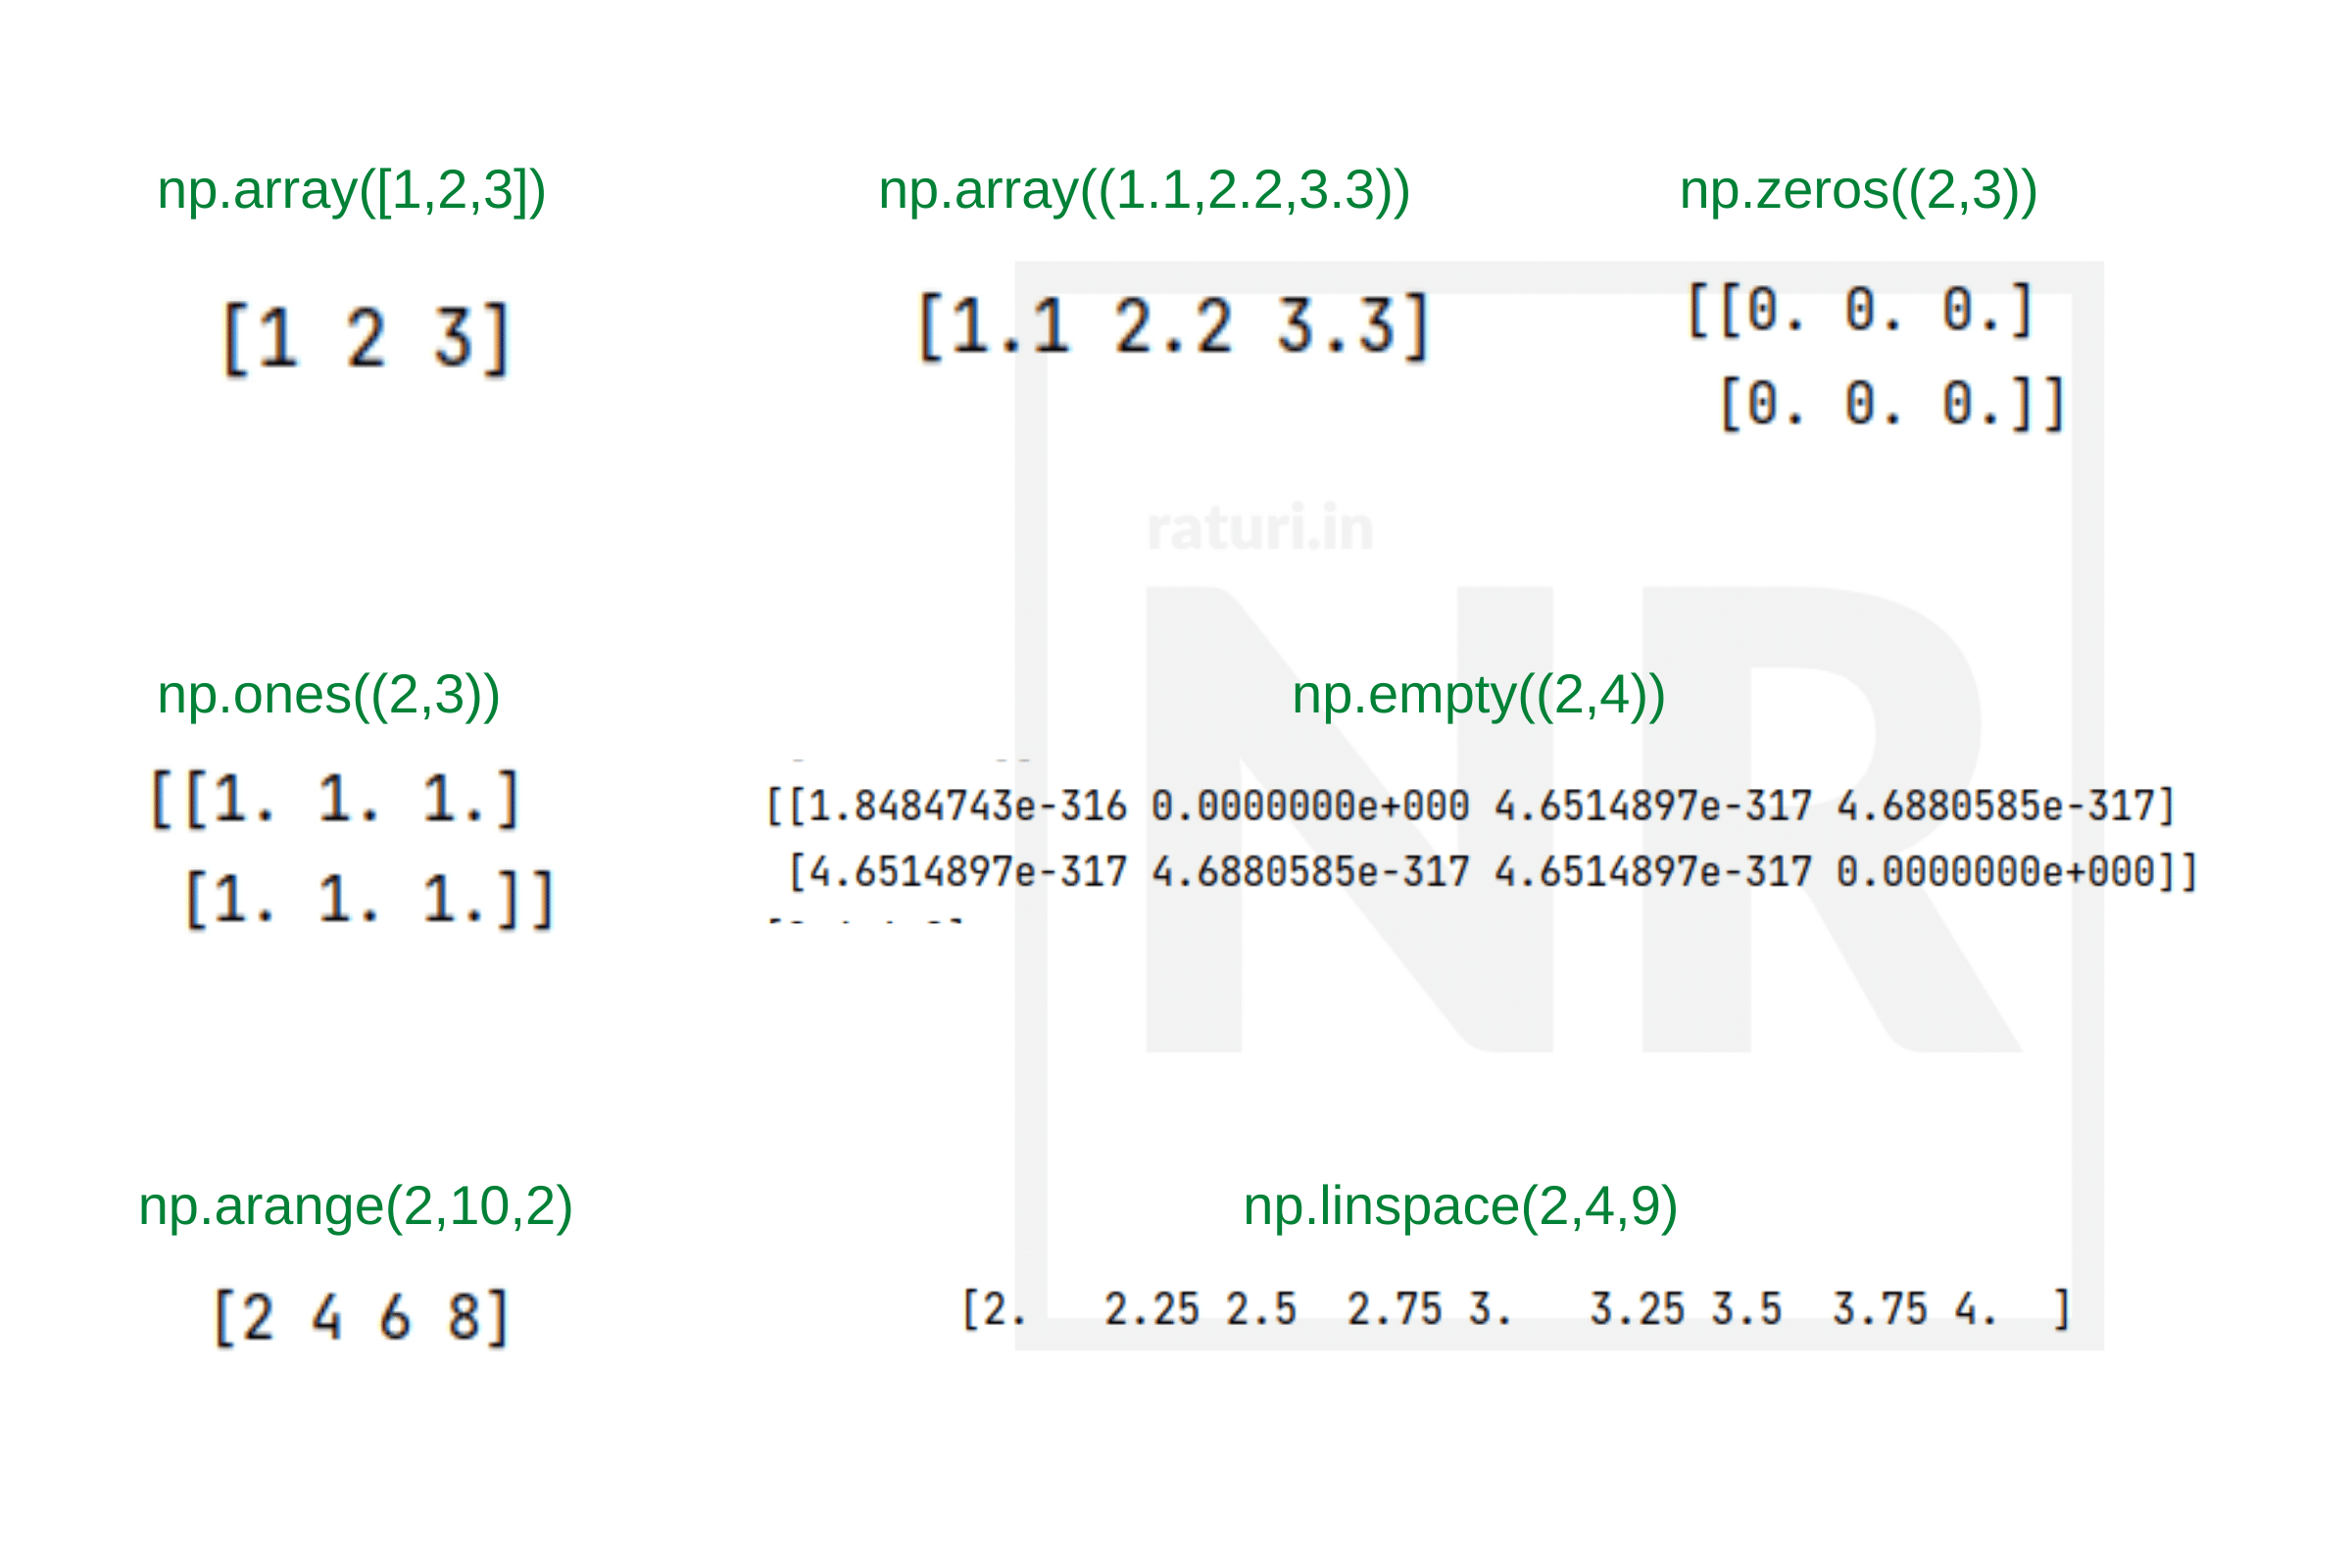 np.array([1,2,3])
[1 2 3]
np.array((1.1,2.2,3.3))
[1.1 2.2 3.3]
np.zeros((2,3))
[[0. 0. 0.]
[0. 0. 0.]]
raturi.in
NR
np.ones((2,3))
[[1. 1. 1.]
[1. 1. 1.]]
np.empty((2,4))
[[1.8484743e-316 0.0000000e+000 4.6514897e-317 4.6880585e-317]
[4.6514897e-317 4.6880585e-317 4.6514897e-317 0.0000000e+000]]
np.arange(2,10,2)
[2 4 6 8]
np.linspace(2,4,9)
[2.   2.25 2.5  2.75 3.   3.25 3.5  3.75 4.  ]